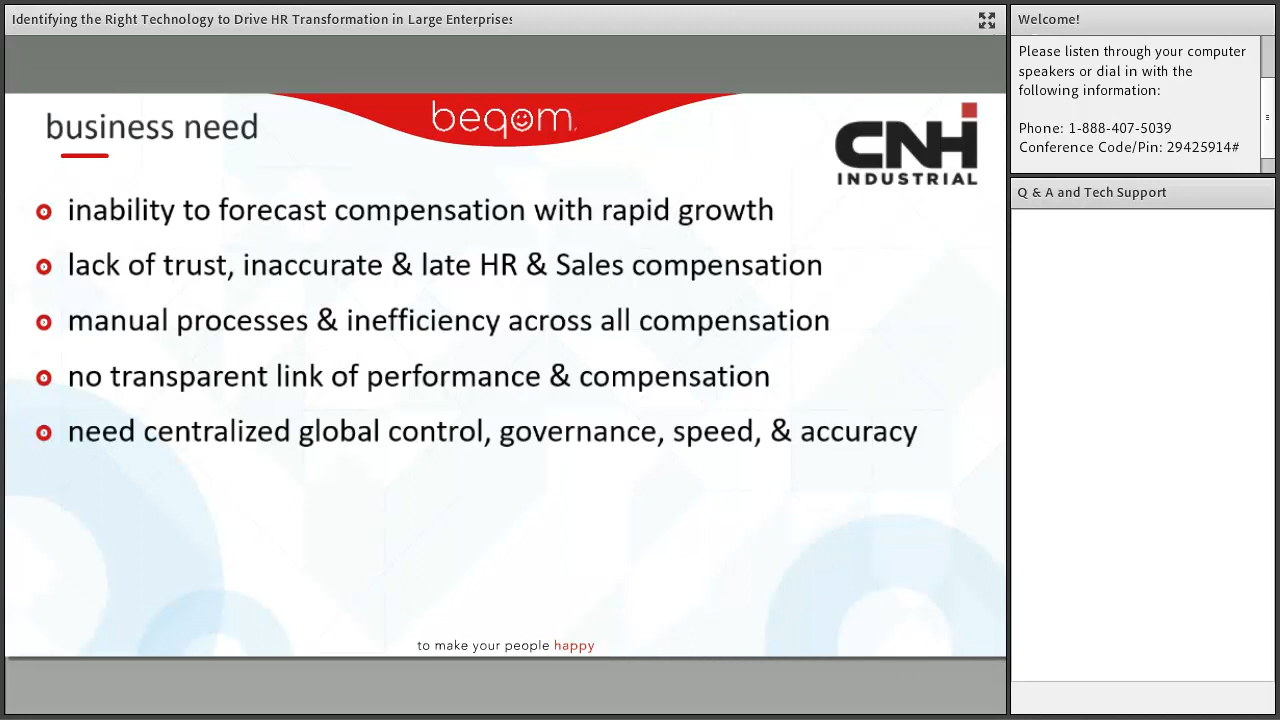 Identifying the Right Technology to Drive HR Transformation in Large Enterprises
business need
beqom
CNH
INDUSTRIAL
inability to forecast compensation with rapid growth
lack of trust, inaccurate & late HR & Sales compensation
manual processes & inefficiency across all compensation
no transparent link of performance & compensation
need centralized global control, governance, speed, & accuracy
to make your people happy
Welcome!
Please listen through your computer
speakers or dial in with the
following information:
Phone: 1-888-407-5039
Conference Code/Pin: 29425914#
Q & A and Tech Support